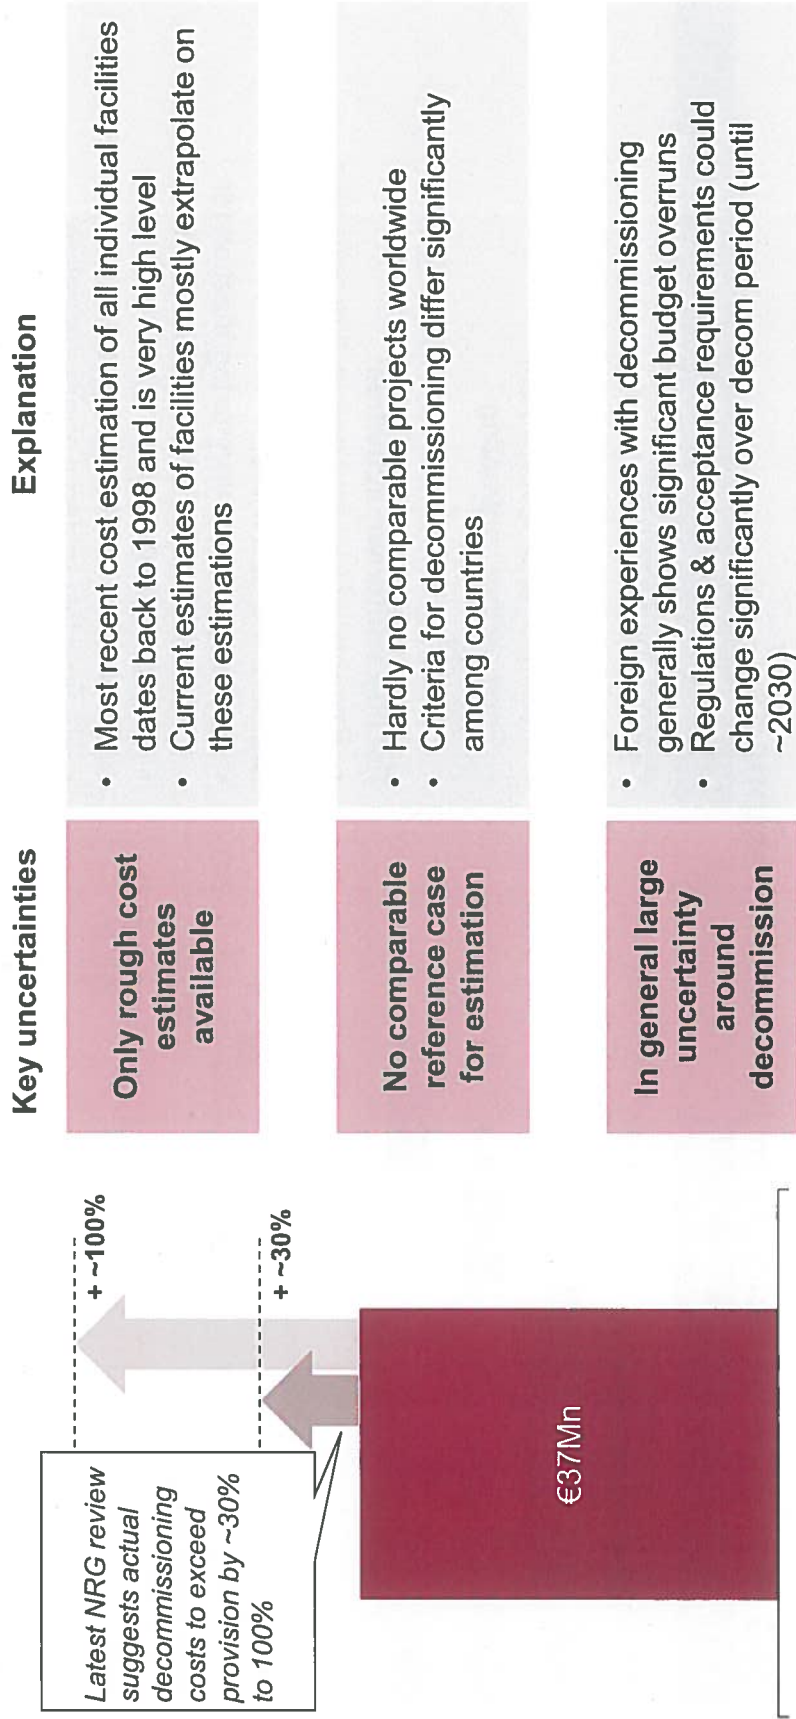 Key uncertainties
Explanation
Latest NRG review
suggests actual
decommissioning
costs to exceed
provision by ~30%
to 100%
+ ~100%
+ ~30%
€37Mn
Only rough cost
estimates
available
• Most recent cost estimation of all individual facilities
dates back to 1998 and is very high level
• Current estimates of facilities mostly extrapolate on
these estimations
No comparable
reference case
for estimation
• Hardly no comparable projects worldwide
• Criteria for decommissioning differ significantly
among countries
In general large
uncertainty
around
decommission
• Foreign experiences with decommissioning
generally shows significant budget overruns
• Regulations & acceptance requirements could
change significantly over decom period (until
~2030)